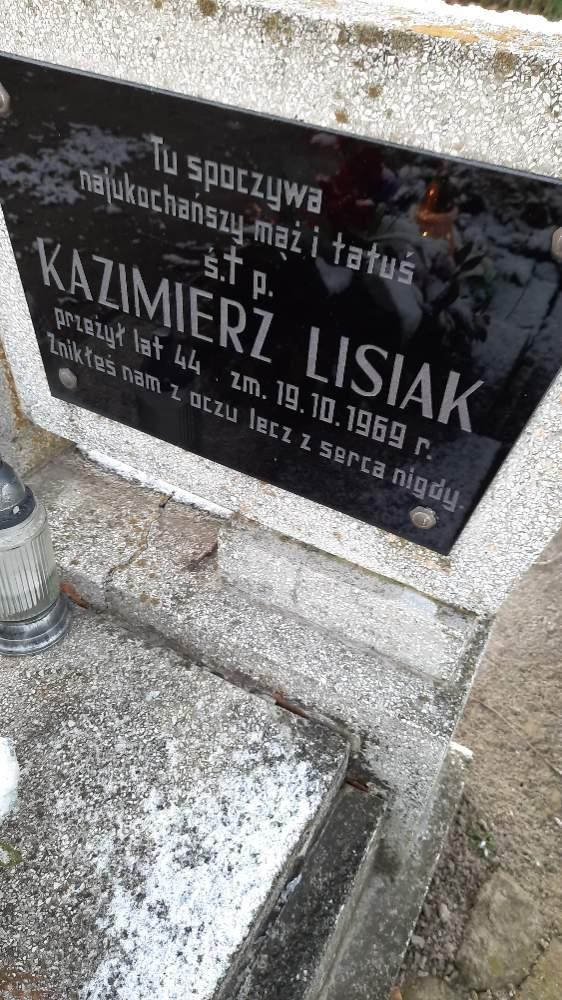 Tu spoczywa
najukochańszy mąż i tatuś
ś.†p.
KAZIMIERZ LISIAK
przeżył lat 44 zm. 19.10.1969 r.
Znikłeś nam z oczu lecz z serca nigdy.